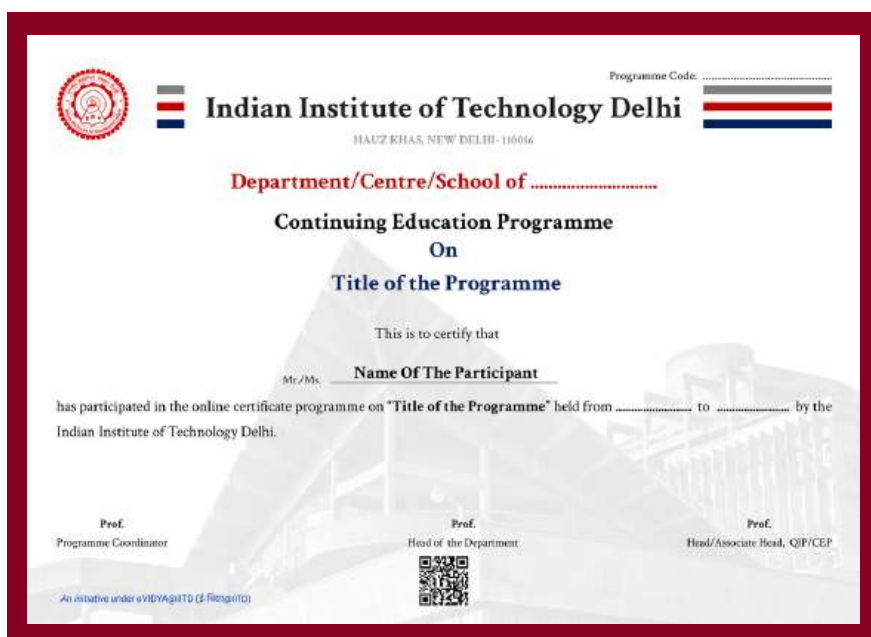 Programme Code: ..............................
Indian Institute of Technology Delhi
HAUZ KHAS, NEW DELHI- 110016
Department/Centre/School of .............................
Continuing Education Programme
On
Title of the Programme
This is to certify that
Mr./Ms. Name Of The Participant
has participated in the online certificate programme on "Title of the Programme" held from ........................ to ....................... by the
Indian Institute of Technology Delhi.
Prof. Prof. Prof.
Programme Coordinator Head of the Department Head/Associate Head, QIP/CEP
An initiative under eVIDYA@IITD